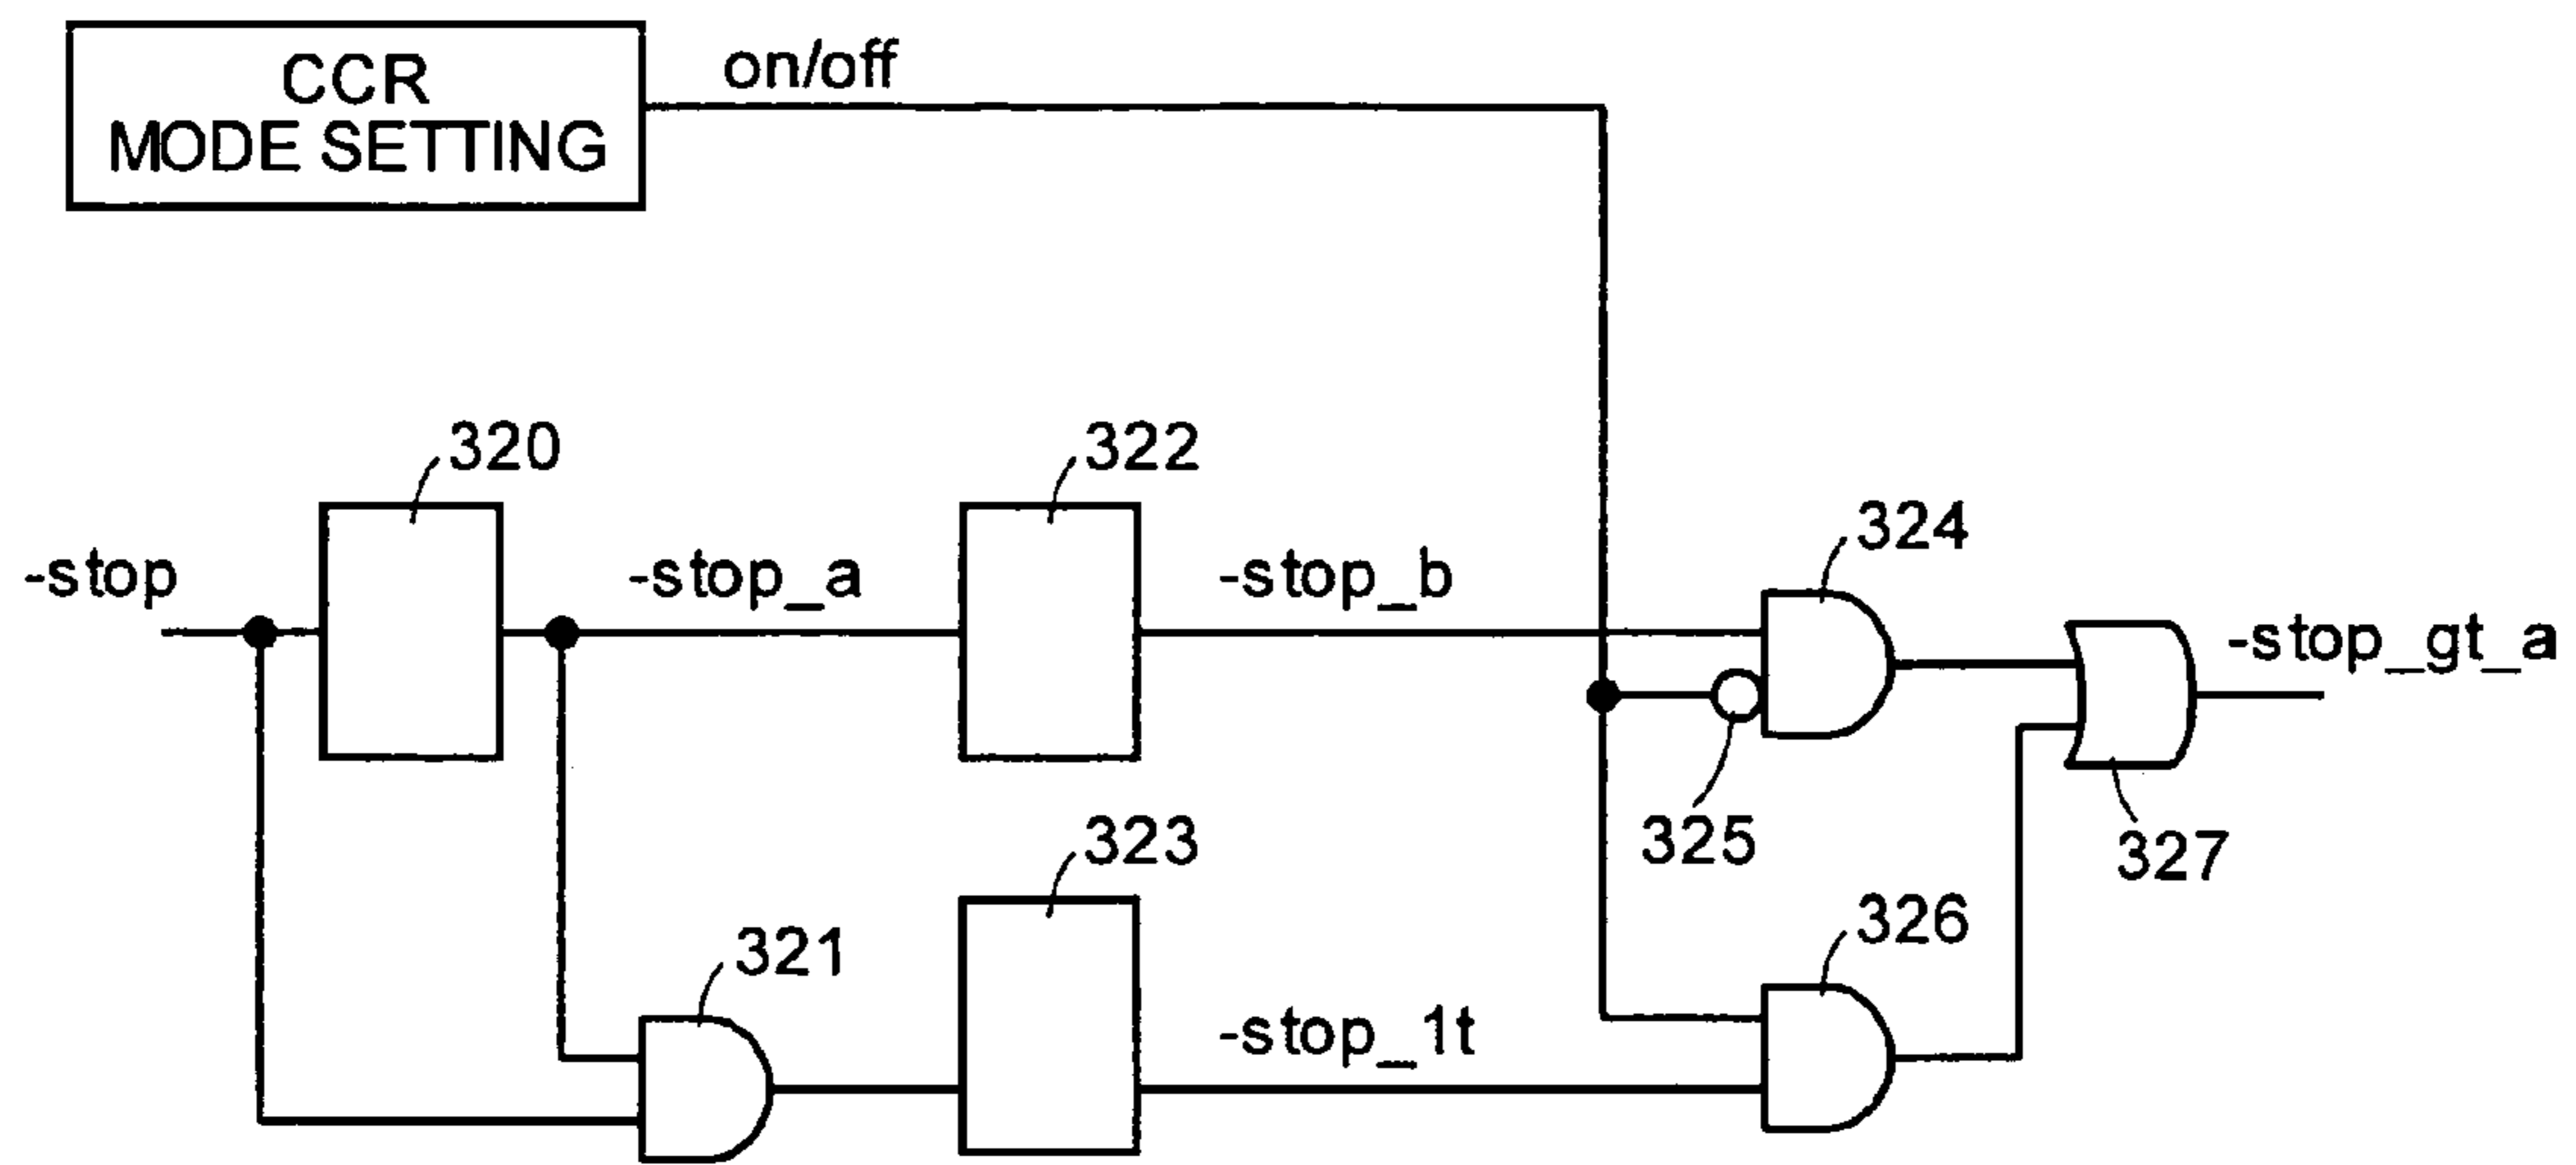 CCR
MODE SETTING
on/off
320
322
324
-stop
-stop_a
-stop_b
-stop_gt_a
325
327
323
326
321
-stop_1t